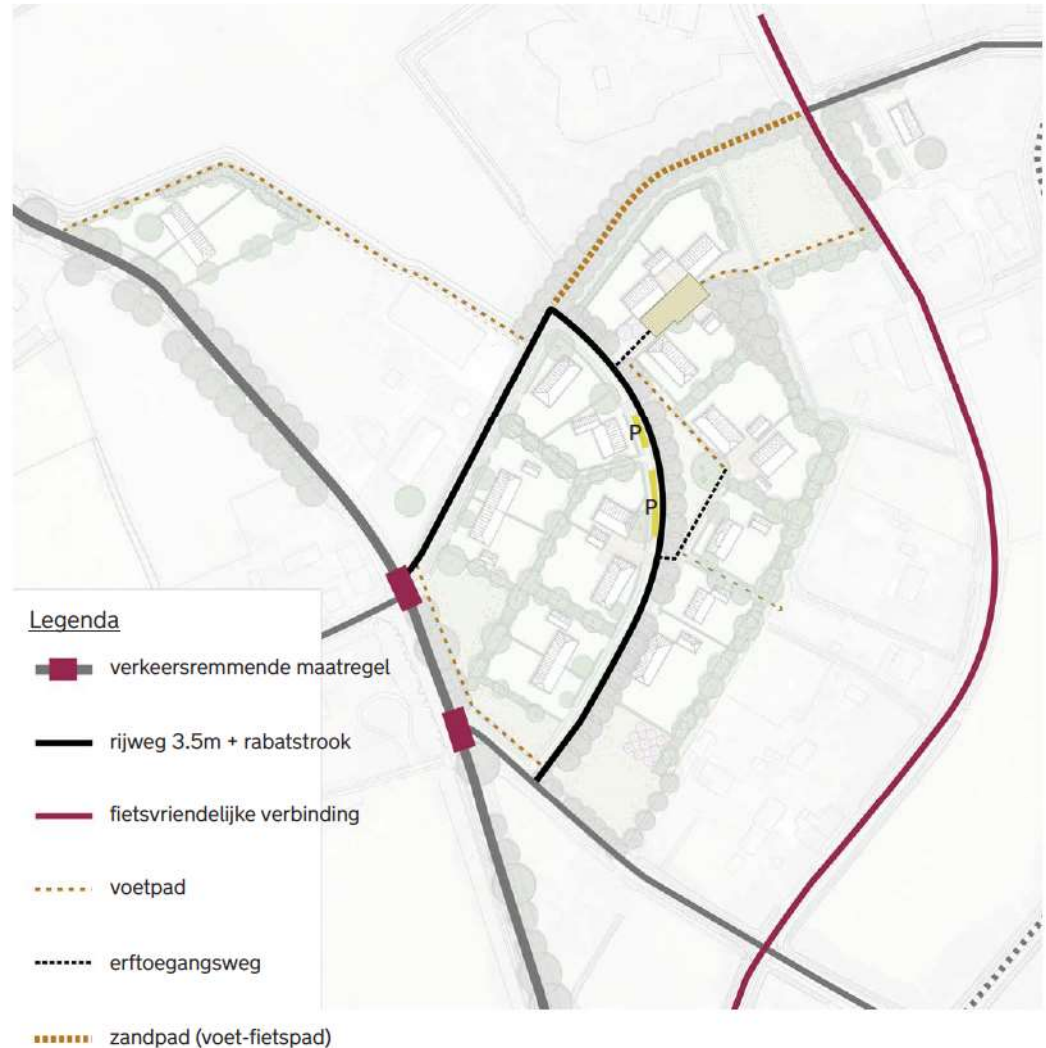 P
P
Legenda
verkeersremmende maatregel
rijweg 3.5m + rabatstrook
fietsvriendelijke verbinding
voetpad
erftoegangsweg
zandpad (voet-fietspad)